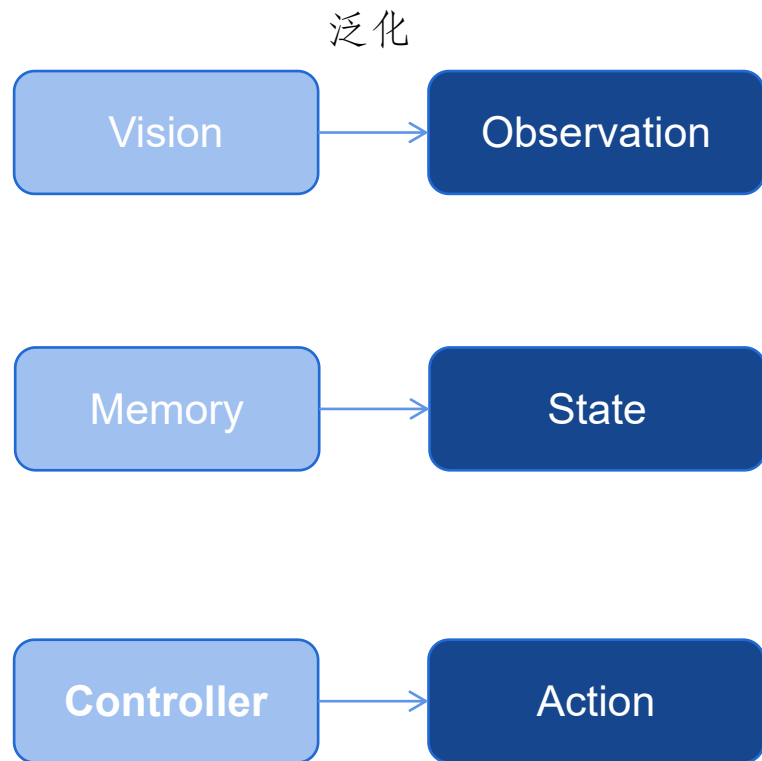 泛化
Vision
Observation
Memory
State
Controller
Action